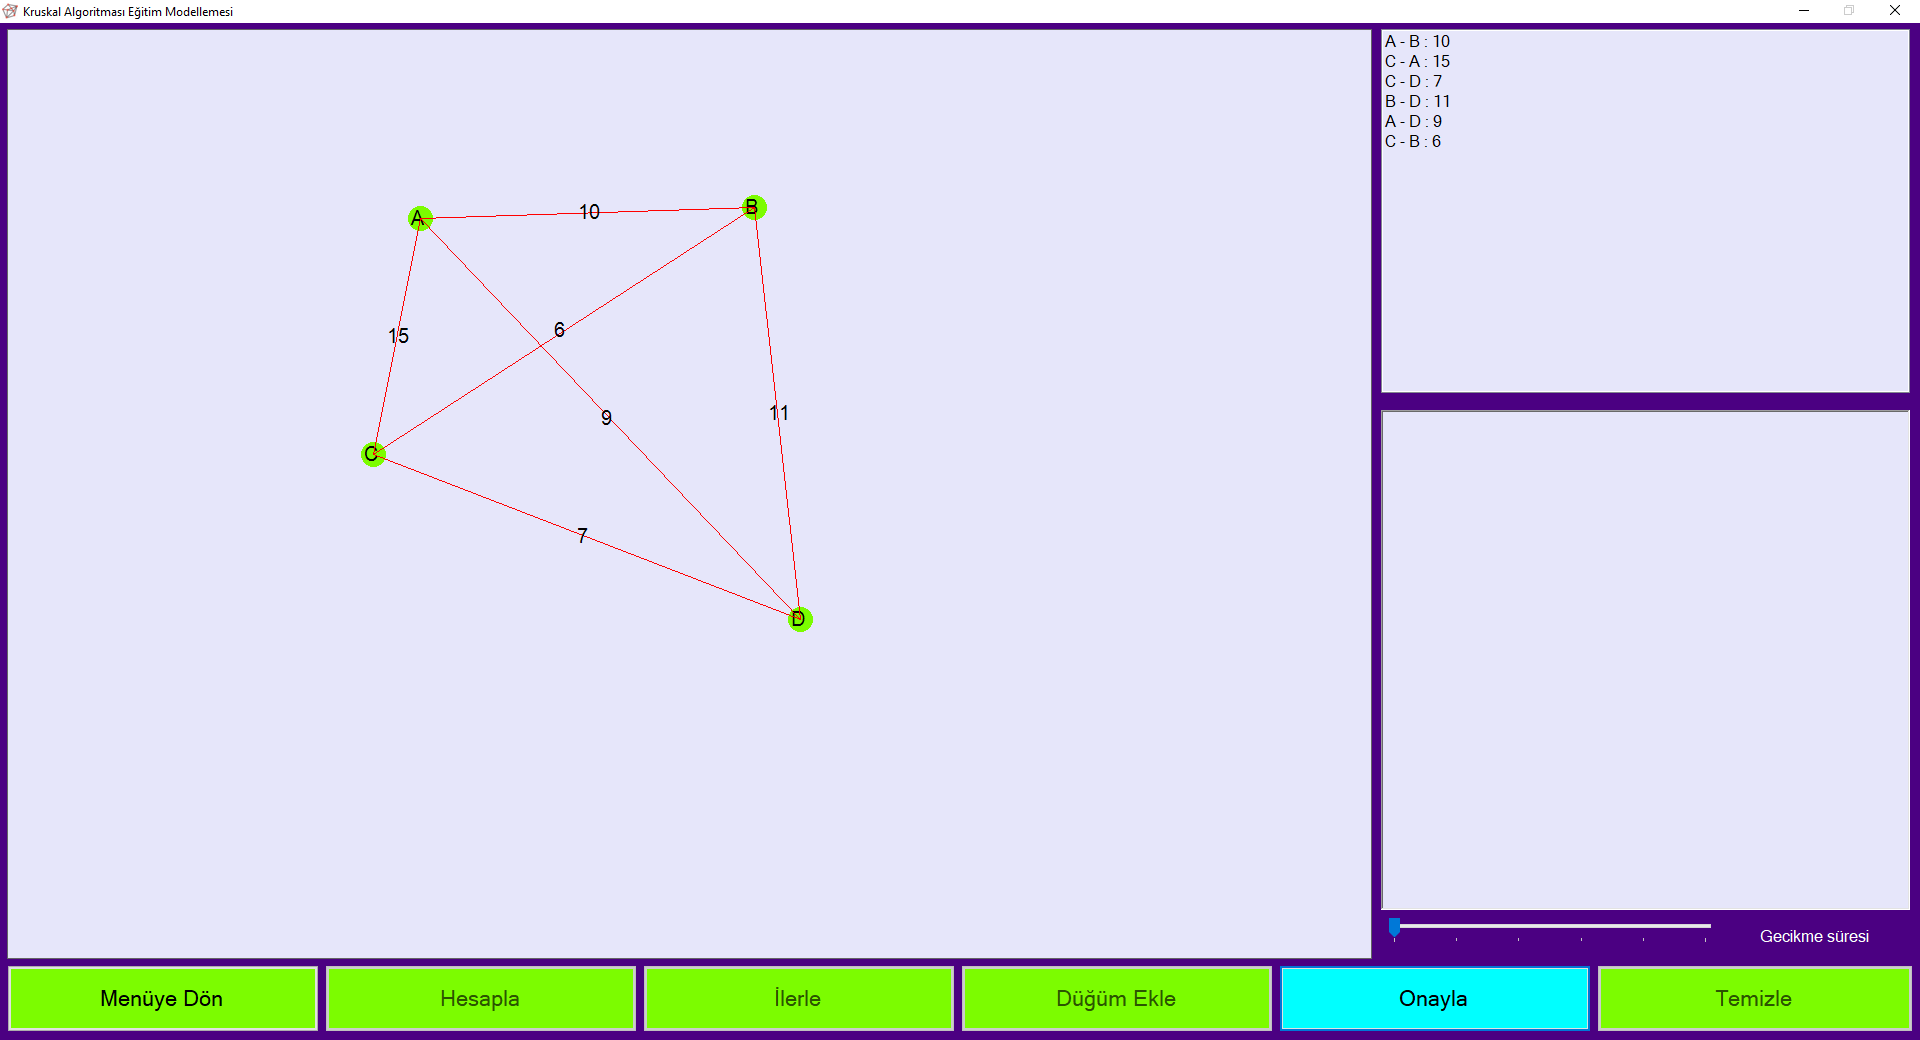 Kruskal Algoritması Eğitim Modellemesi
A - B : 10
C - A : 15
C - D : 7
B - D : 11
A - D : 9
C - B : 6
A
10
B
15
6
9
11
C
7
D
Gecikme süresi
Menüye Dön
Hesapla
İlerle
Düğüm Ekle
Onayla
Temizle